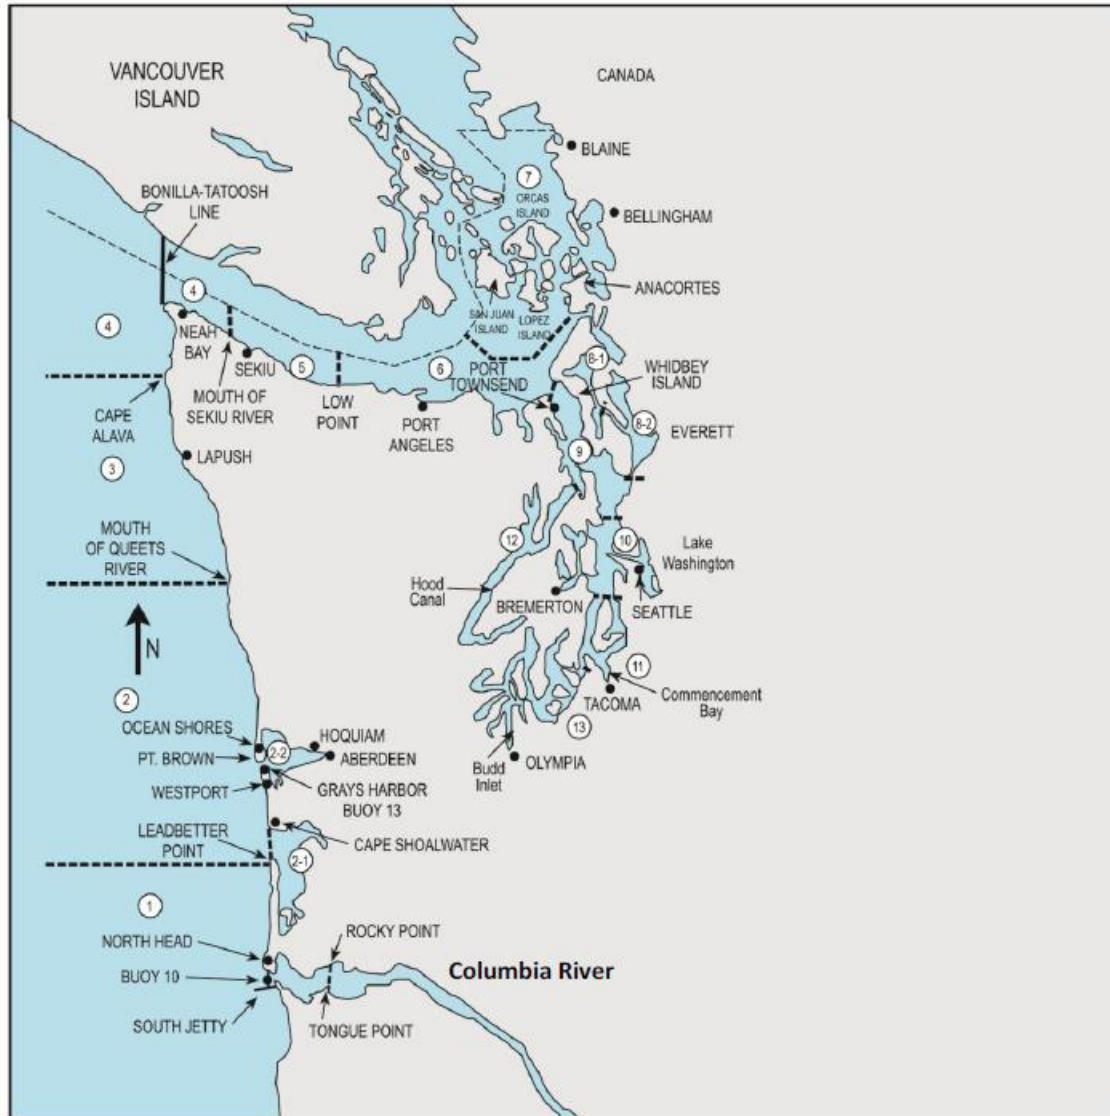 VANCOUVER
ISLAND
CANADA
BLAINE
7
ORCAS
ISLAND
BONILLA-TATOOSH
LINE
BELLINGHAM
4
ANACORTES
4
NEAH
BAY
SAN JUAN
ISLAND
LOPEZ
ISLAND
SEKIU
5
6
PORT
TOWNSEND
8-1
WHIDBEY
ISLAND
MOUTH OF
SEKIU RIVER
LOW
POINT
PORT
ANGELES
CAPE
ALAVA
8-2
EVERETT
3
LAPUSH
9
MOUTH
OF QUEETS
RIVER
12
10
Lake
Washington
Hood
Canal
BREMERTON
SEATTLE
N
11
2
TACOMA
Commencement
Bay
13
OCEAN SHORES
HOQUIAM
2-2
PT. BROWN
ABERDEEN
Budd
Inlet
OLYMPIA
WESTPORT
GRAYS HARBOR
BUOY 13
LEADBETTER
POINT
CAPE SHOALWATER
2-1
1
NORTH HEAD
ROCKY POINT
BUOY 10
Columbia River
SOUTH JETTY
TONGUE POINT